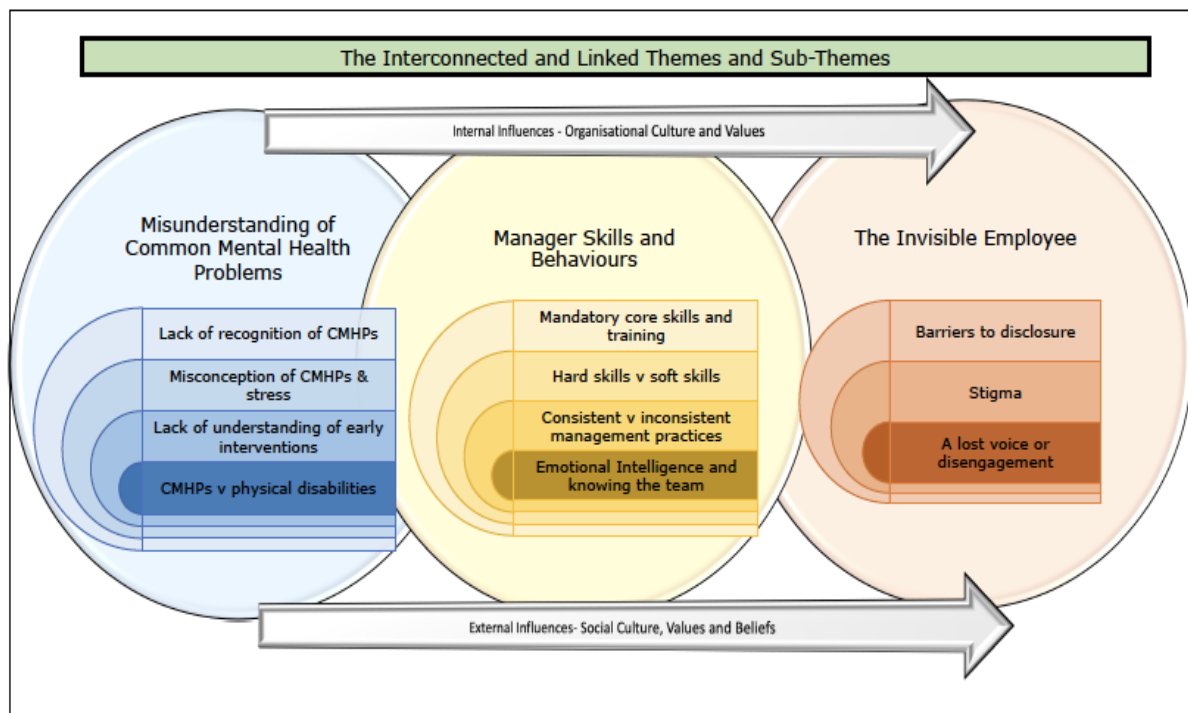 The Interconnected and Linked Themes and Sub-Themes
Internal Influences - Organisational Culture and Values
Misunderstanding of
Common Mental Health
Problems
Lack of recognition of CMHPs
Misconception of CMHPs &
stress
Lack of understanding of early
interventions
CMHPs v physical disabilities
Manager Skills and
Behaviours
Mandatory core skills and
training
Hard skills v soft skills
Consistent v inconsistent
management practices
Emotional Intelligence and
knowing the team
The Invisible Employee
Barriers to disclosure
Stigma
A lost voice or
disengagement
External Influences- Social Culture, Values and Beliefs